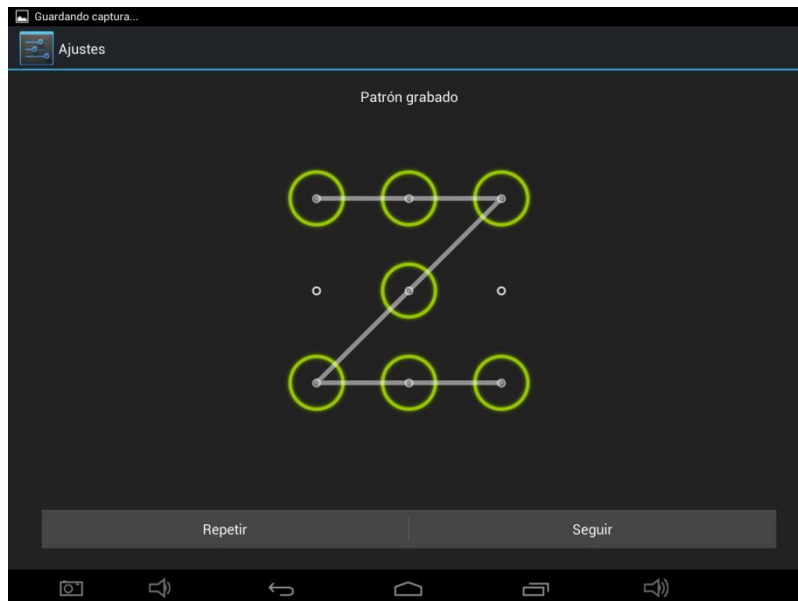 Guardando captura...
Ajustes
Patrón grabado
Repetir
Seguir